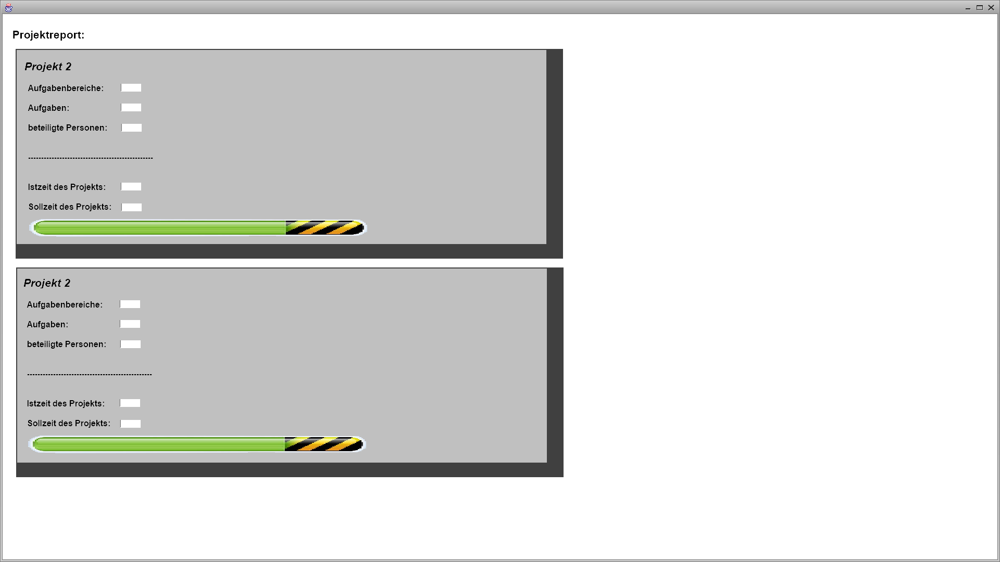 Projektreport:
Projekt 2
Aufgabenbereiche:
Aufgaben:
beteiligte Personen:
------------------------------------------------
Istzeit des Projekts:
Sollzeit des Projekts:
Projekt 2
Aufgabenbereiche:
Aufgaben:
beteiligte Personen:
------------------------------------------------
Istzeit des Projekts:
Sollzeit des Projekts: